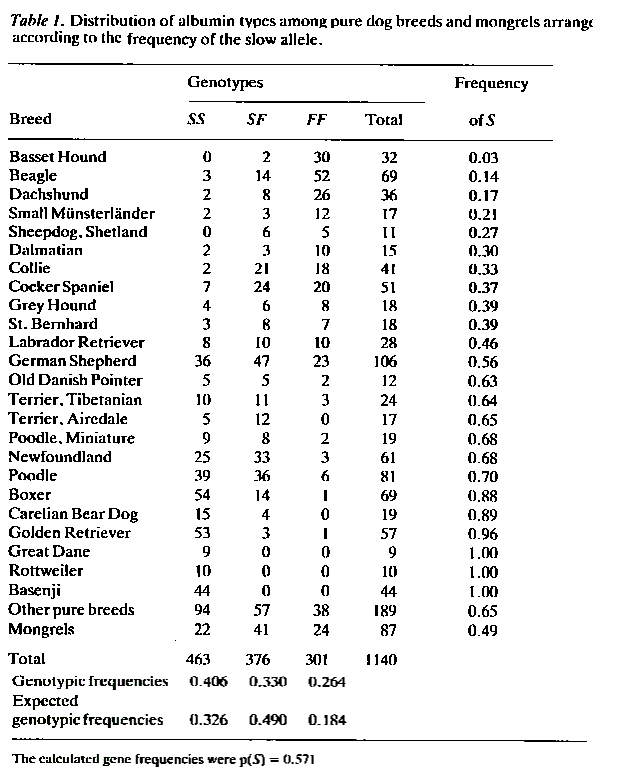 Table 1. Distribution of albumin types among pure dog breeds and mongrels arrange
according to the frequency of the slow allele.
Genotypes Frequency
Breed SS SF FF Total of S
Basset Hound 0 2 30 32 0.03
Beagle 3 14 52 69 0.14
Dachshund 2 8 26 36 0.17
Small Münsterländer 2 3 12 17 0.21
Sheepdog, Shetland 0 6 5 11 0.27
Dalmatian 2 3 10 15 0.30
Collie 2 21 18 41 0.33
Cocker Spaniel 7 24 20 51 0.37
Grey Hound 4 6 8 18 0.39
St. Bernhard 3 8 7 18 0.39
Labrador Retriever 8 10 10 28 0.46
German Shepherd 36 47 23 106 0.56
Old Danish Pointer 5 5 2 12 0.63
Terrier, Tibetanian 10 11 3 24 0.64
Terrier, Airedale 5 12 0 17 0.65
Poodle, Miniature 9 8 2 19 0.68
Newfoundland 25 33 3 61 0.68
Poodle 39 36 6 81 0.70
Boxer 54 14 1 69 0.88
Carelian Bear Dog 15 4 0 19 0.89
Golden Retriever 53 3 1 57 0.96
Great Dane 9 0 0 9 1.00
Rottweiler 10 0 0 10 1.00
Basenji 44 0 0 44 1.00
Other pure breeds 94 57 38 189 0.65
Mongrels 22 41 24 87 0.49
Total 463 376 301 1140
Genotypic frequencies 0.406 0.330 0.264
Expected
genotypic frequencies 0.326 0.490 0.184
The calculated gene frequencies were p(S) = 0.571